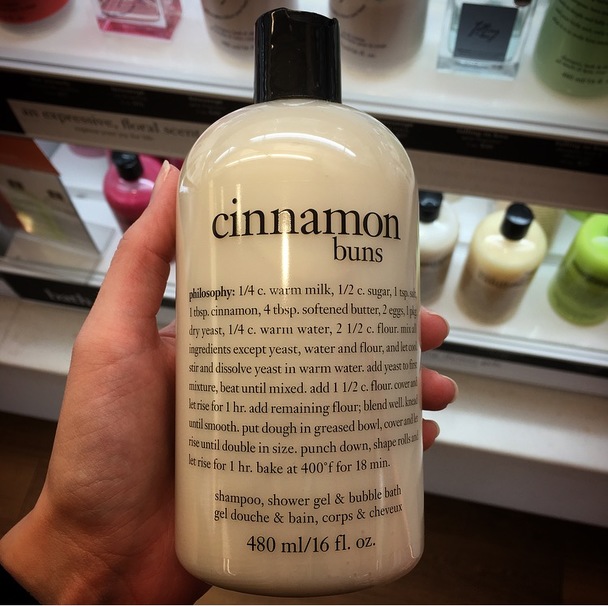 an expressive, floral scent
cinnamon
buns
philosophy: 1/4 c. warm milk, 1/2 c. sugar, 1 tsp. salt,
1 tbsp. cinnamon, 4 tbsp. softened butter, 2 eggs, 1 pkg.
dry yeast, 1/4 c. warm water, 2 1/2 c. flour. mix all
ingredients except yeast, water and flour, and let cool.
stir and dissolve yeast in warm water. add yeast to first
mixture, beat until mixed. add 1 1/2 c. flour. cover and
let rise for 1 hr. add remaining flour; blend well. knead
until smooth. put dough in greased bowl, cover and let
rise until double in size. punch down, shape rolls and
let rise for 1 hr. bake at 400°f for 18 min.
shampoo, shower gel & bubble bath
gel douche & bain, corps & cheveux
480 ml/16 fl. oz.
bath